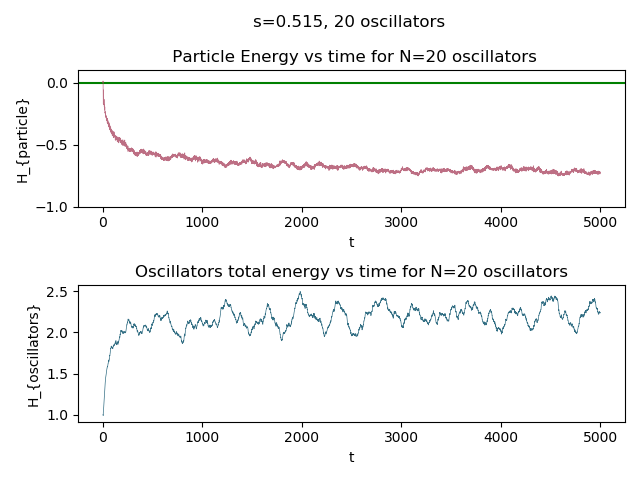 s=0.515, 20 oscillators
Particle Energy vs time for N=20 oscillators
H_{particle}
0.0
−0.5
−1.0
0 1000 2000 3000 4000 5000
t
Oscillators total energy vs time for N=20 oscillators
H_{oscillators}
2.5
2.0
1.5
1.0
0 1000 2000 3000 4000 5000
t